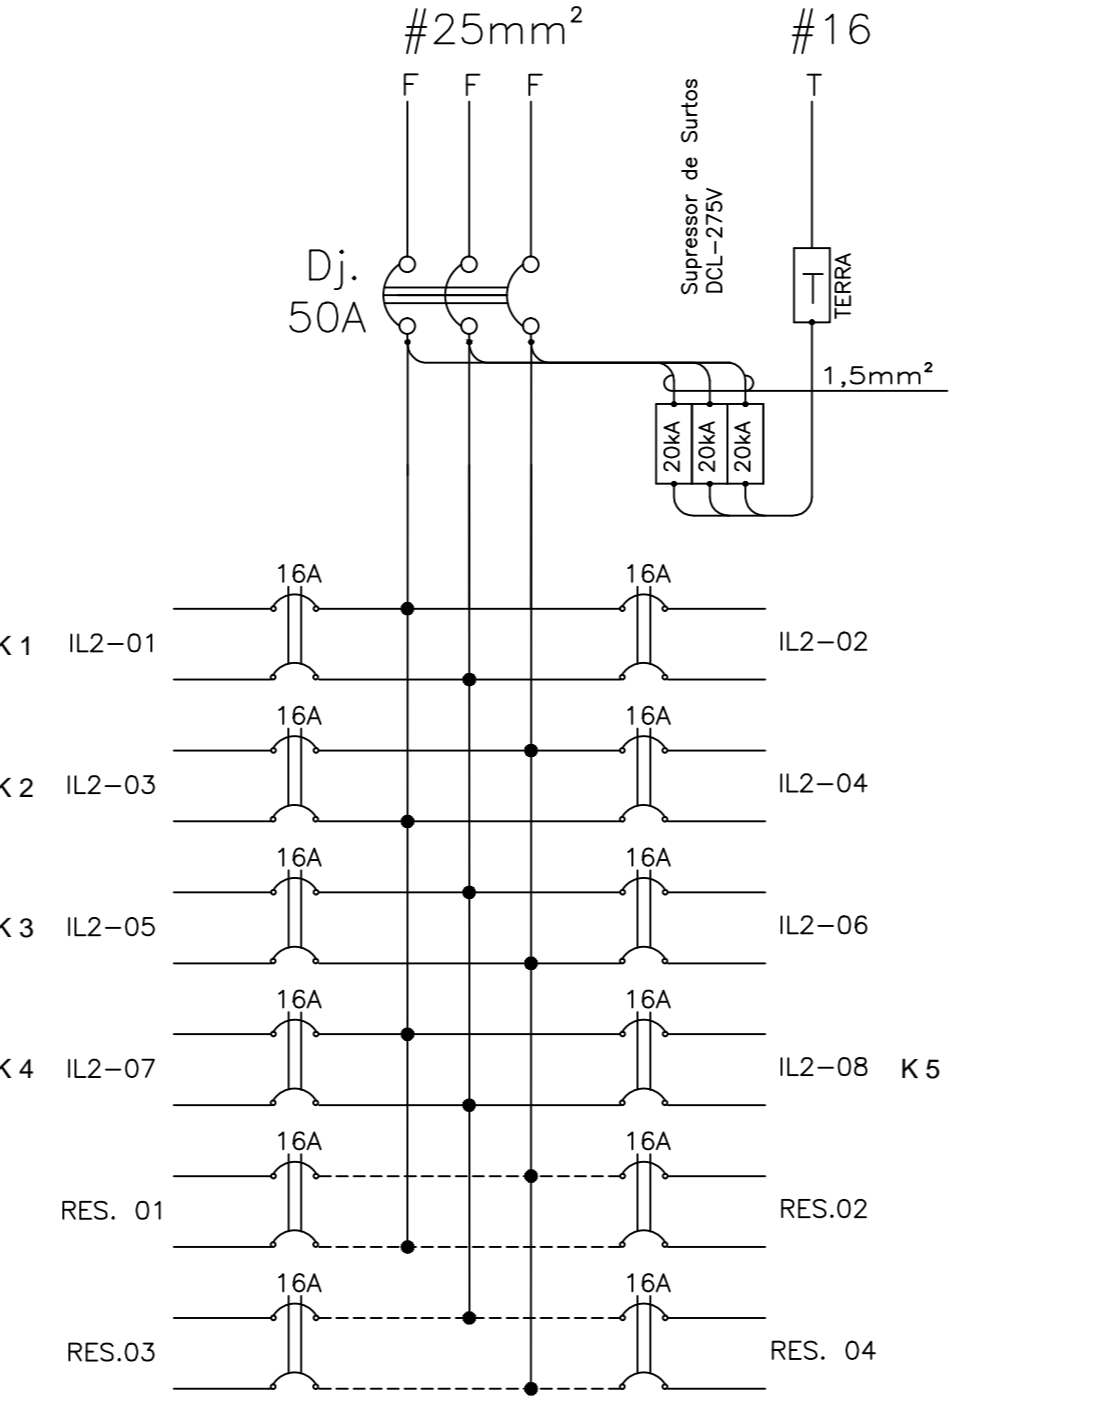 #25mm²
#16
F F F
T
Supressor de Surtos
DCL-275V
Dj.
50A
T
TERRA
1,5mm²
20kA 20kA 20kA
16A 16A
K1 IL2-01
IL2-02
16A 16A
K2 IL2-03
IL2-04
16A 16A
K3 IL2-05
IL2-06
16A 16A
K4 IL2-07
IL2-08 K5
16A 16A
RES. 01
RES.02
16A 16A
RES.03
RES. 04